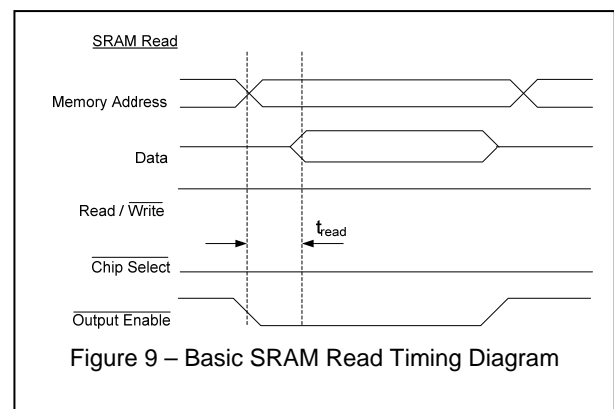 SRAM Read
Memory Address
Data
Read / Write
tread
Chip Select
Output Enable
Figure 9 – Basic SRAM Read Timing Diagram